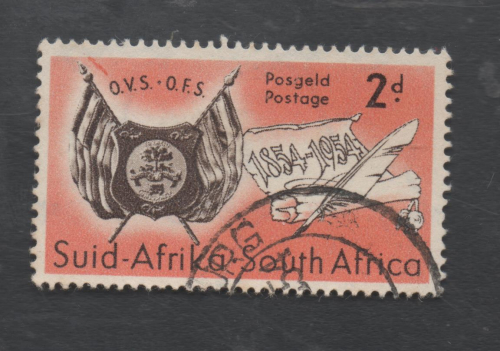 O.V.S. - O.F.S.
Posgeld
Postage
2d
1854-1954
Suid-Afrika-South Africa